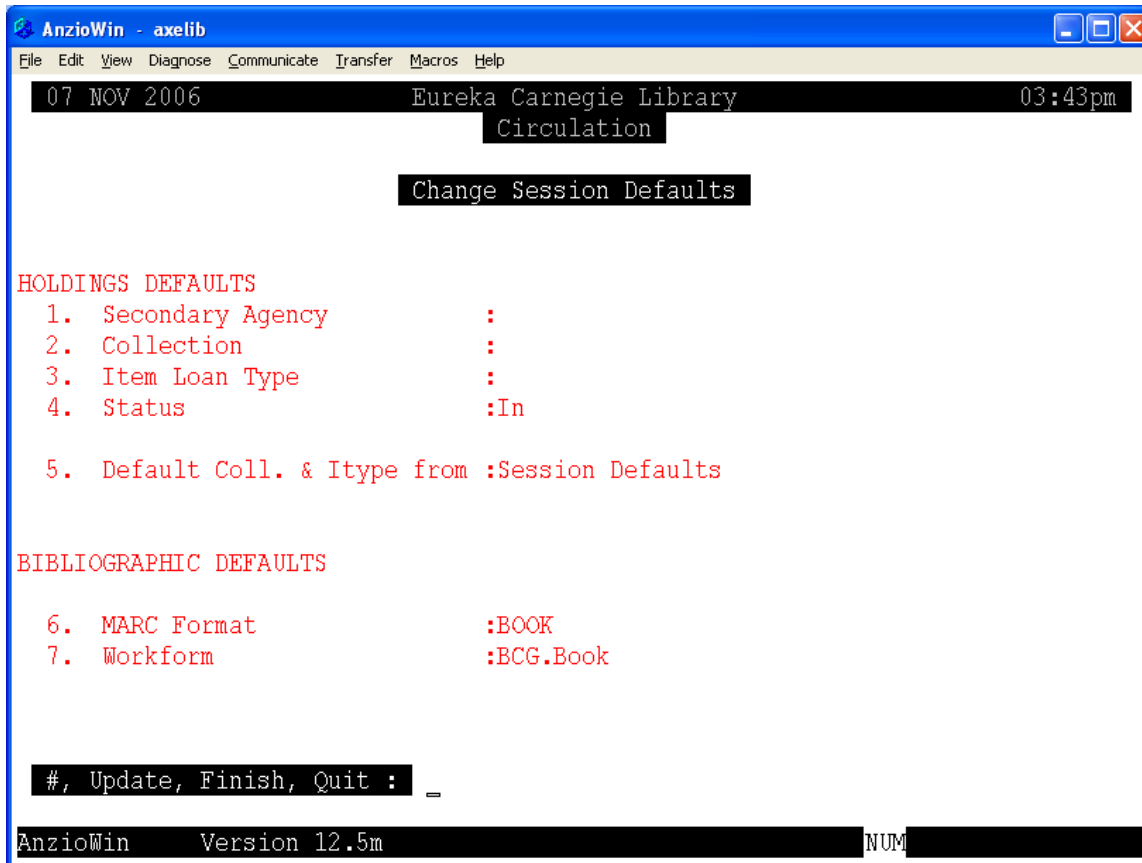 AnzioWin - axelib
File Edit View Diagnose Communicate Transfer Macros Help
07 NOV 2006 Eureka Carnegie Library 03:43pm
Circulation
Change Session Defaults
HOLDINGS DEFAULTS
1. Secondary Agency :
2. Collection :
3. Item Loan Type :
4. Status :In
5. Default Coll. & Itype from :Session Defaults
BIBLIOGRAPHIC DEFAULTS
6. MARC Format :BOOK
7. Workform :BCG.Book
#, Update, Finish, Quit : _
AnzioWin Version 12.5m NUM